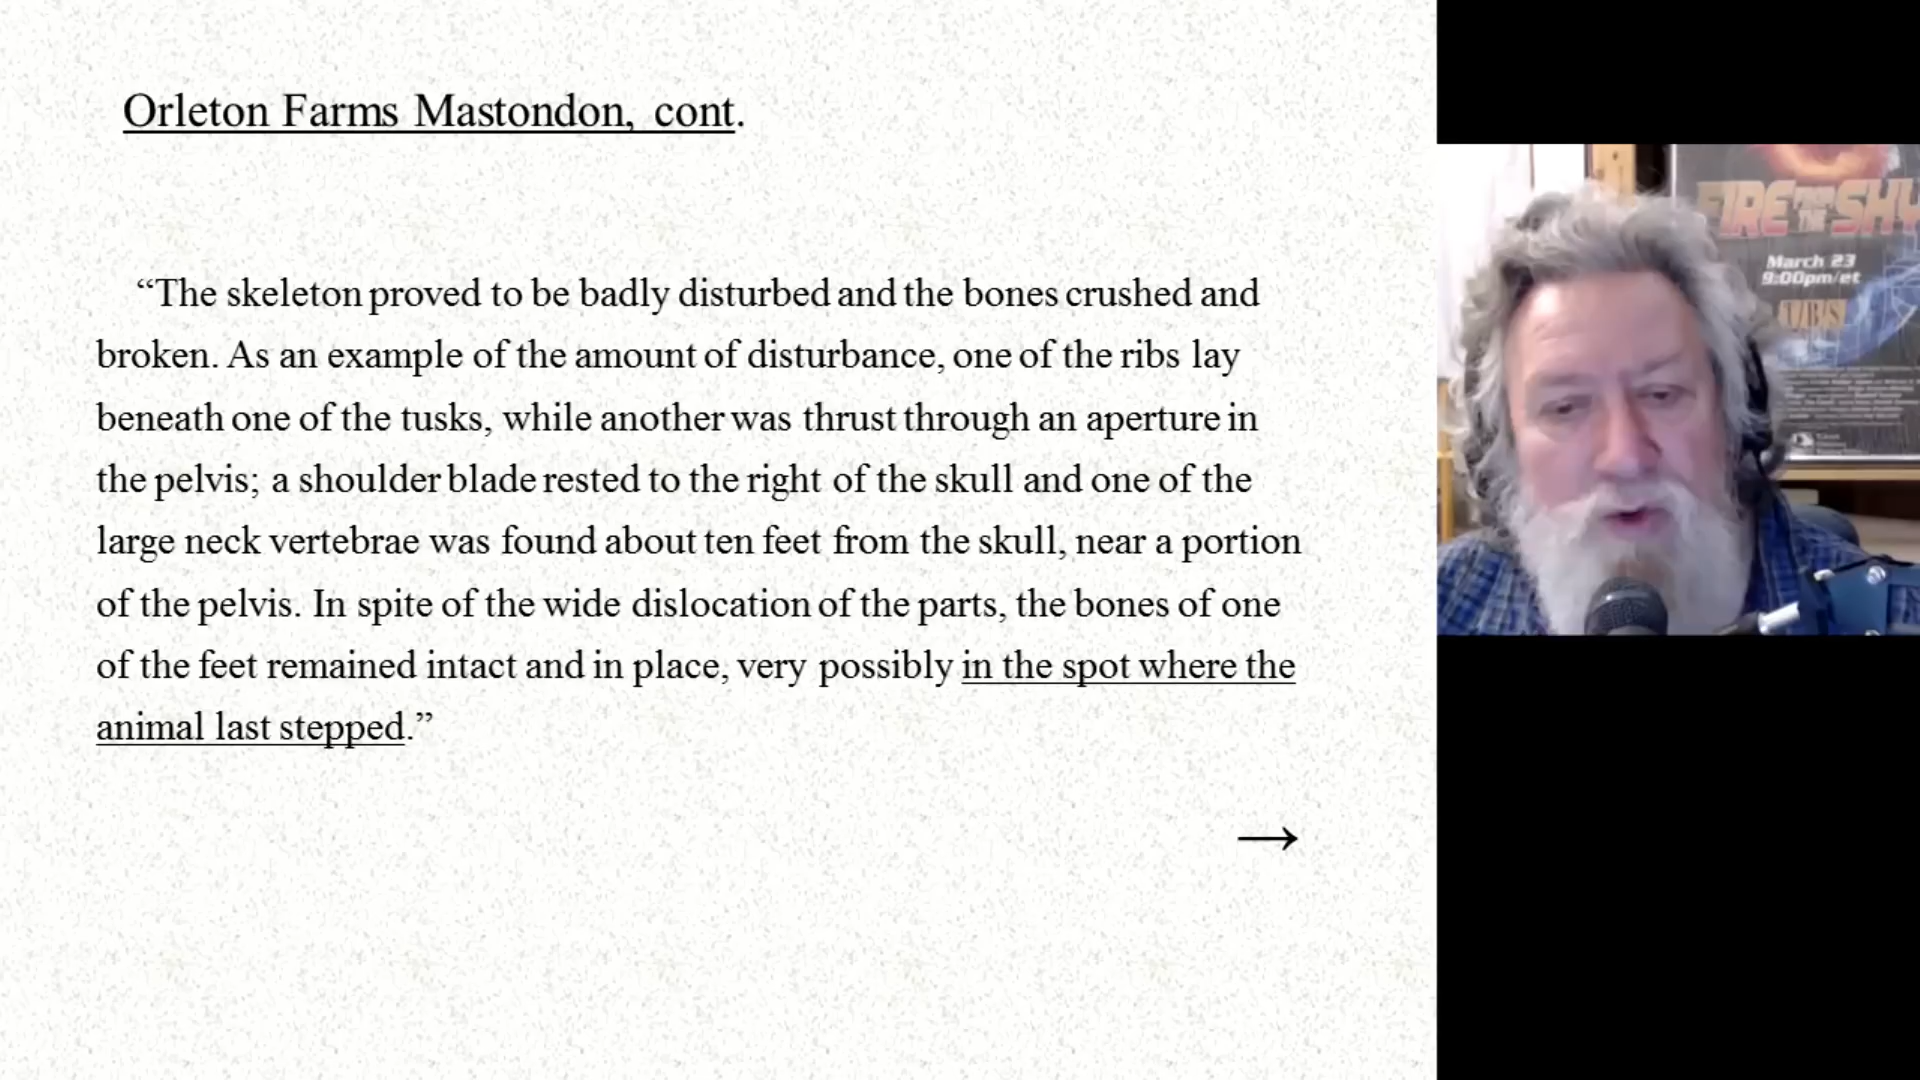 Orleton Farms Mastondon, cont.
“The skeleton proved to be badly disturbed and the bones crushed and
broken. As an example of the amount of disturbance, one of the ribs lay
beneath one of the tusks, while another was thrust through an aperture in
the pelvis; a shoulder blade rested to the right of the skull and one of the
large neck vertebrae was found about ten feet from the skull, near a portion
of the pelvis. In spite of the wide dislocation of the parts, the bones of one
of the feet remained intact and in place, very possibly in the spot where the
animal last stepped.”
→
FIRE FROM THE SKY
March 23
9:00pm/et